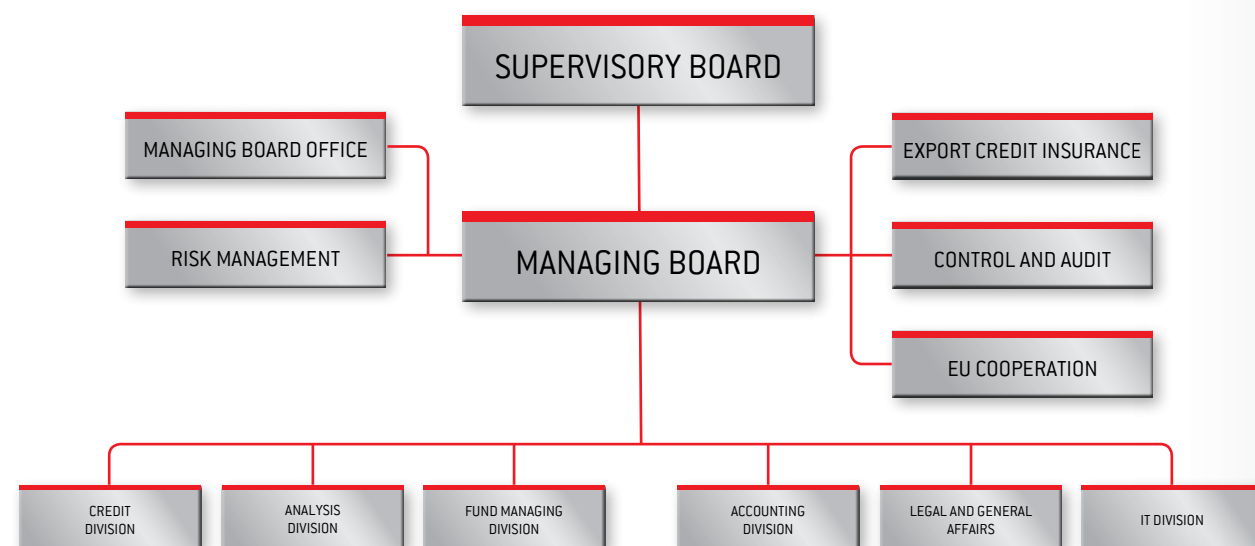 SUPERVISORY BOARD
MANAGING BOARD OFFICE
EXPORT CREDIT INSURANCE
RISK MANAGEMENT
MANAGING BOARD
CONTROL AND AUDIT
EU COOPERATION
CREDIT
DIVISION
ANALYSIS
DIVISION
FUND MANAGING
DIVISION
ACCOUNTING
DIVISION
LEGAL AND GENERAL
AFFAIRS
IT DIVISION